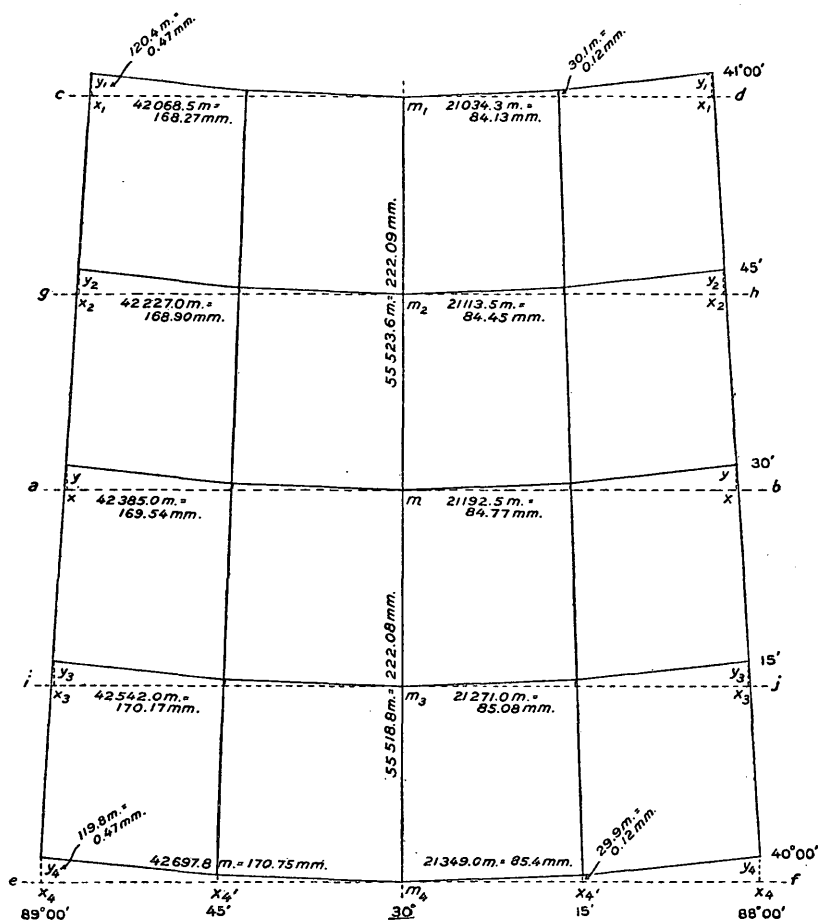 120.4 m.=
0.47 mm.
30.1 m.=
0.12 mm.
41°00'
y₁
y₁
c
d
42068.5 m=
168.27 mm.
m₁
21034.3 m.=
84.13 mm.
x₁
x₁
55 523.6 m.= 222.09 mm.
45'
y₂
y₂
g
h
42 227.0 m.=
168.90 mm.
m₂
21113.5 m=
84.45 mm.
x₂
x₂
30'
y
y
a
b
42 385.0 m.=
169.54 mm.
m
21192.5 m=
84.77 mm.
x
x
55 518.8 m.= 222.08 mm.
15'
y₃
y₃
i
j
42542.0 m=
170.17 mm.
m₃
21271.0 m=
85.08 mm.
x₃
x₃
119.8 m.=
0.47 mm.
29.9 m.=
0.12 mm.
40°00'
y₄
42697.8 m.=170.75 mm.
21349.0 m=85.4 mm.
y₄
e
f
x₄
x₄'
m₄
x₄'
x₄
89°00'
45'
30'
15'
88°00'